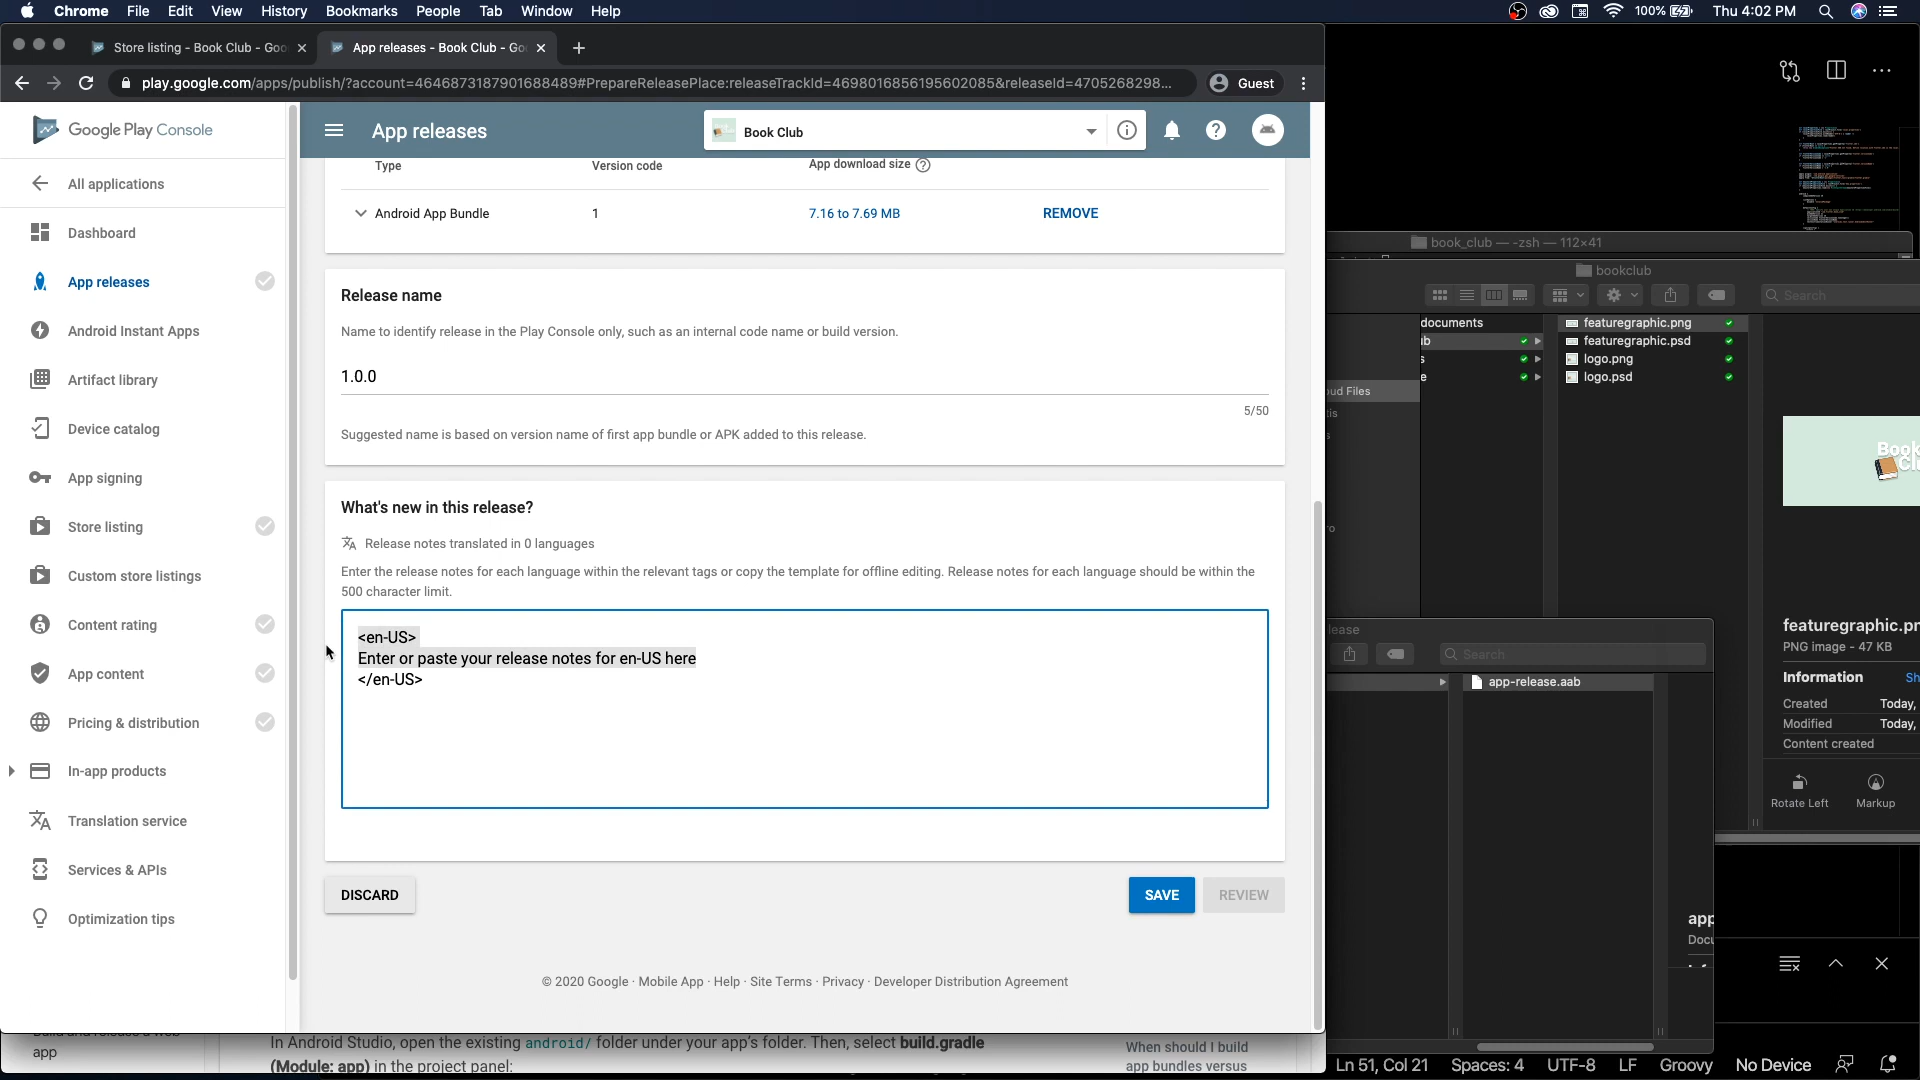 Chrome File Edit View History Bookmarks People Tab Window Help
100%
Thu 4:02 PM
Store listing - Book Club - Goo
App releases - Book Club - Go
play.google.com/apps/publish/?account=4646873187901688489#PrepareReleasePlace:releaseTrackId=4698016856195602085&releaseId=4705268298...
Guest
Google Play Console
App releases
Book Club
All applications
Dashboard
App releases
Android Instant Apps
Artifact library
Device catalog
App signing
Store listing
Custom store listings
Content rating
App content
Pricing & distribution
In-app products
Translation service
Services & APIs
Optimization tips
Type Version code App download size
Android App Bundle 1 7.16 to 7.69 MB REMOVE
Release name
Name to identify release in the Play Console only, such as an internal code name or build version.
1.0.0
5/50
Suggested name is based on version name of first app bundle or APK added to this release.
What's new in this release?
Release notes translated in 0 languages
Enter the release notes for each language within the relevant tags or copy the template for offline editing. Release notes for each language should be within the
500 character limit.
<en-US>
Enter or paste your release notes for en-US here
</en-US>
DISCARD
SAVE
REVIEW
© 2020 Google · Mobile App · Help · Site Terms · Privacy · Developer Distribution Agreement
app
In Android Studio, open the existing android/ folder under your app's folder. Then, select build.gradle
(Module: app) in the project panel:
When should I build
app bundles versus
book_club — -zsh — 112×41
bookclub
Search
documents
ub
s
e
oud Files
featuregraphic.png
featuregraphic.psd
logo.png
logo.psd
Book
Cl
featuregraphic.pn
PNG image - 47 KB
Information Sh
Created Today,
Modified Today,
Content created
Rotate Left
Markup
lease
Search
app-release.aab
app
Docu
Ln 51, Col 21 Spaces: 4 UTF-8 LF Groovy No Device